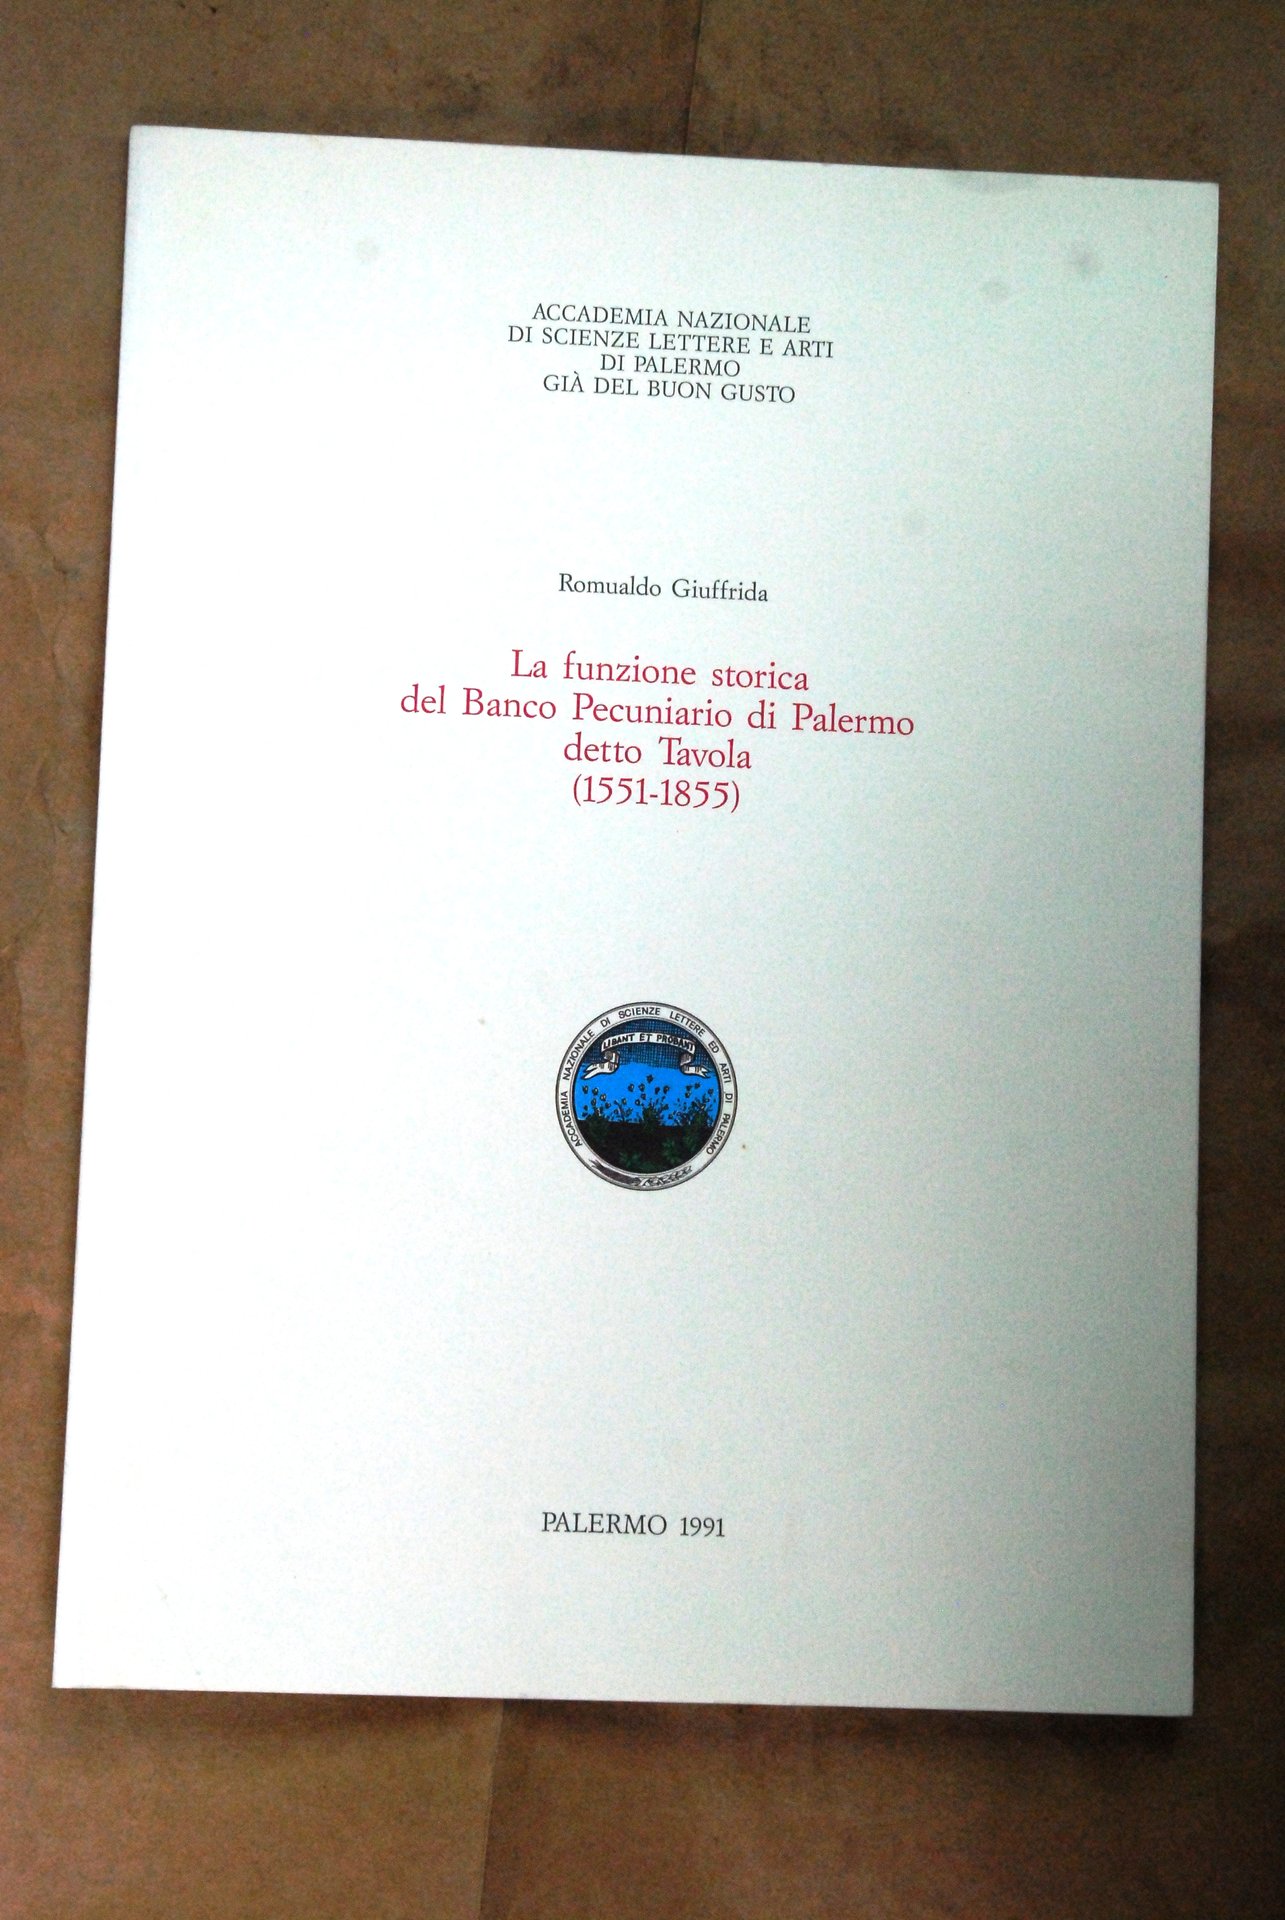 ACCADEMIA NAZIONALE
DI SCIENZE LETTERE E ARTI
DI PALERMO
GIÀ DEL BUON GUSTO
Romualdo Giuffrida
La funzione storica
del Banco Pecuniario di Palermo
detto Tavola
(1551-1855)
ACCADEMIA NAZIONALE DI SCIENZE LETTERE ED ARTI DI PALERMO
LIBANT ET PROBANT
PALERMO 1991